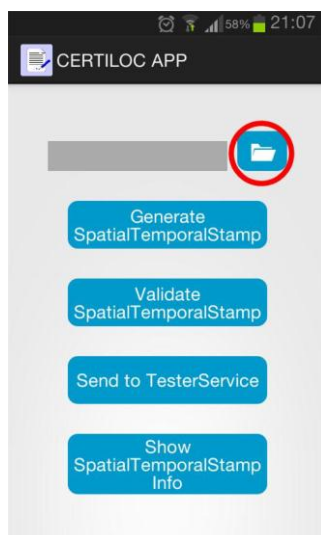 58% 21:07
CERTILOC APP
Generate
SpatialTemporalStamp
Validate
SpatialTemporalStamp
Send to TesterService
Show
SpatialTemporalStamp
Info